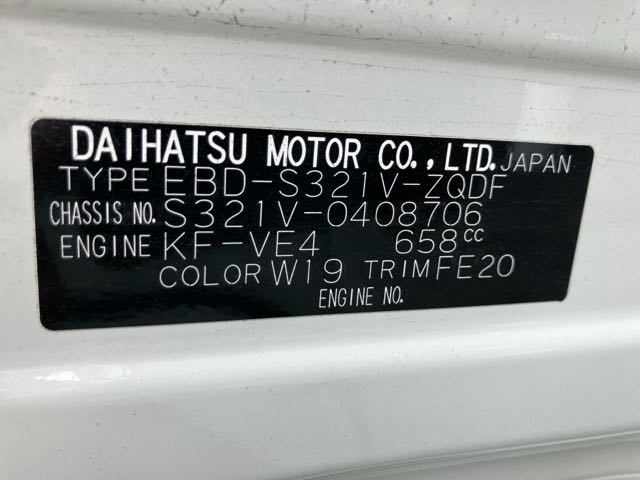 DAIHATSU MOTOR CO., LTD. JAPAN
TYPE EBD-S321V-ZQDF
CHASSIS NO. S321V-0408706
ENGINE KF-VE4 658cc
COLOR W19 TRIM FE20
ENGINE NO.